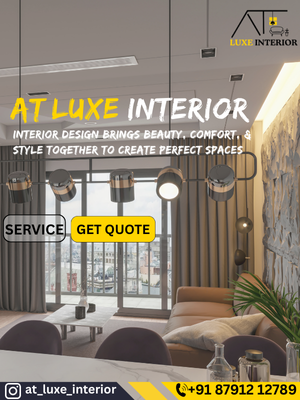 AT
LUXE INTERIOR
AT LUXE INTERIOR
INTERIOR DESIGN BRINGS BEAUTY, COMFORT, &
STYLE TOGETHER TO CREATE PERFECT SPACES
SERVICE
GET QUOTE
at_luxe_interior
+91 87912 12789